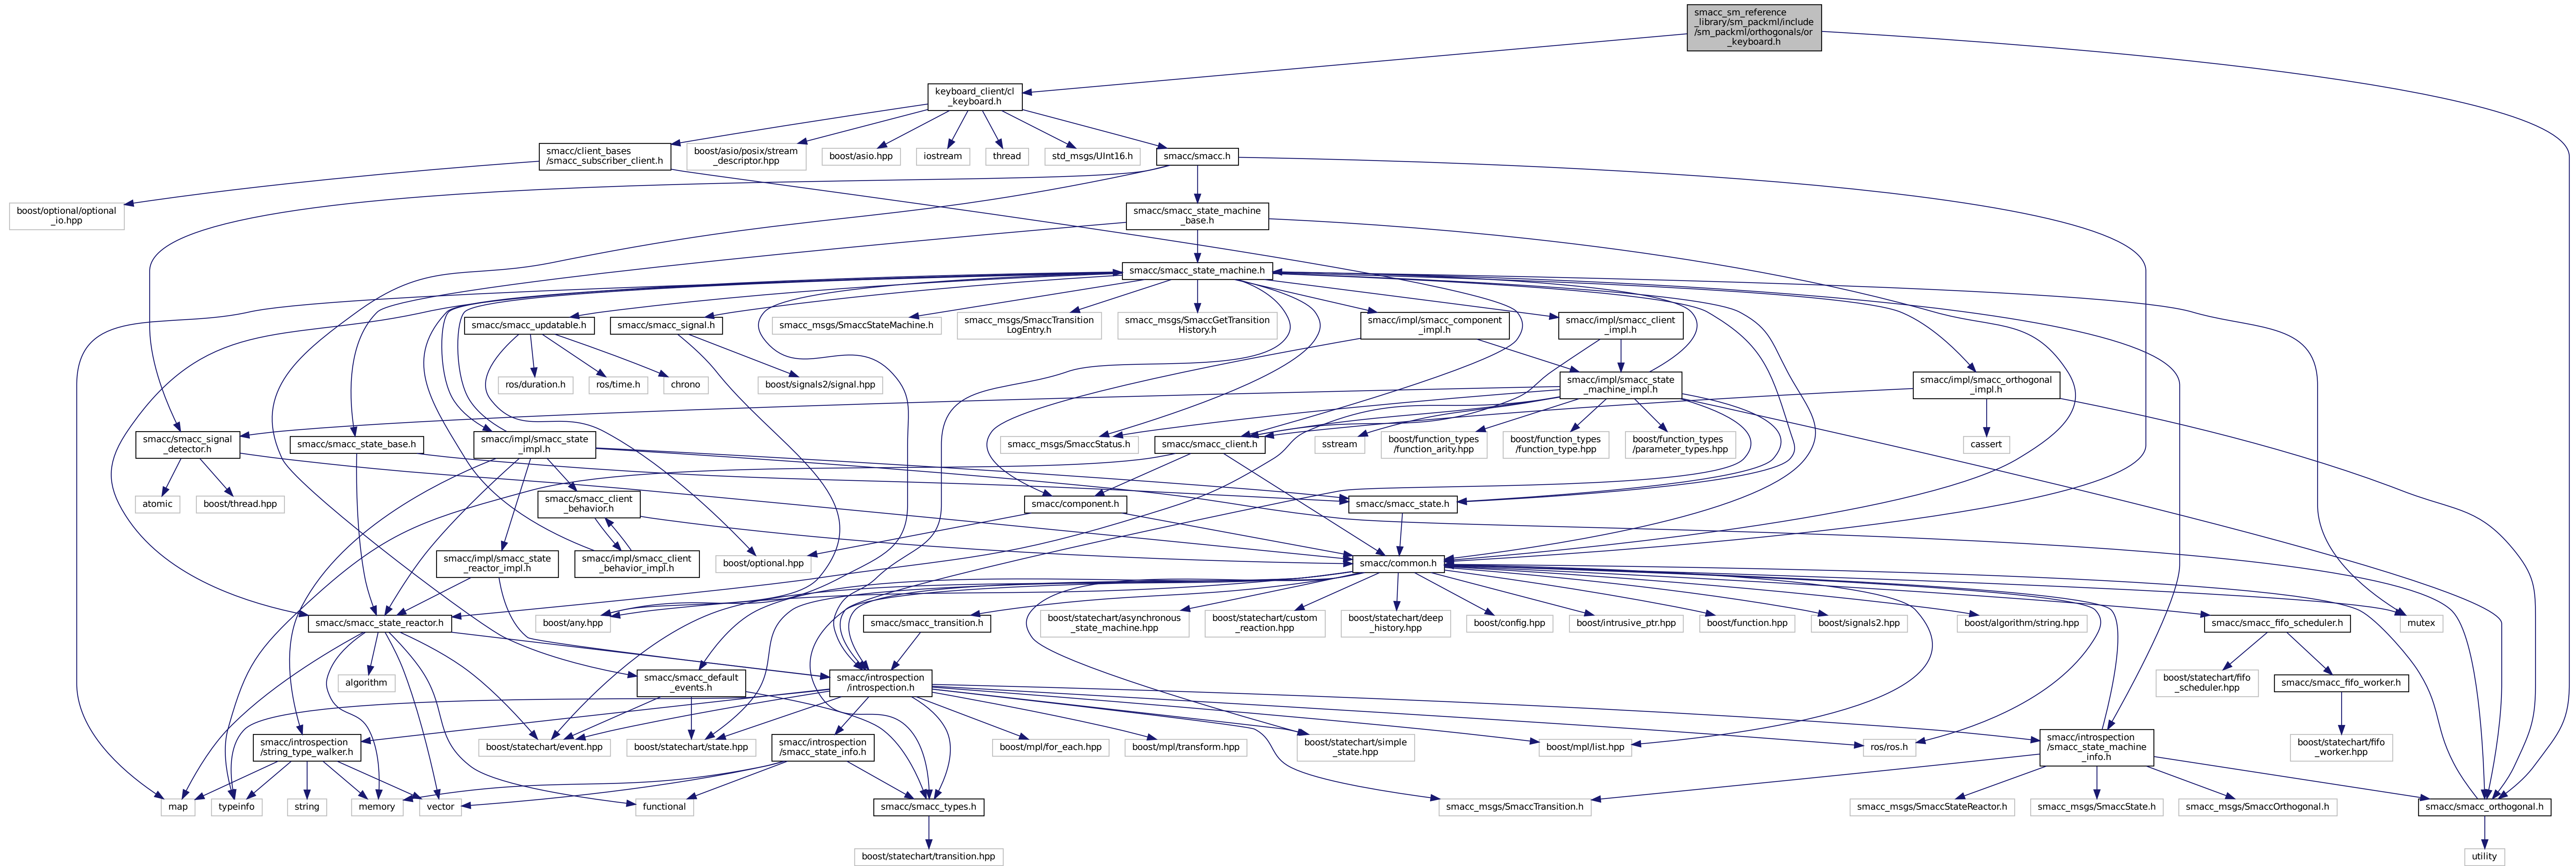 smacc_sm_reference
_library/sm_packml/include
/sm_packml/orthogonals/or
_keyboard.h
keyboard_client/cl
_keyboard.h
smacc/client_bases
/smacc_subscriber_client.h
boost/asio/posix/stream
_descriptor.hpp
boost/asio.hpp
iostream
thread
std_msgs/UInt16.h
smacc/smacc.h
boost/optional/optional
_io.hpp
smacc/smacc_state_machine
_base.h
smacc/smacc_state_machine.h
smacc/smacc_updatable.h
smacc/smacc_signal.h
smacc_msgs/SmaccStateMachine.h
smacc_msgs/SmaccTransition
LogEntry.h
smacc_msgs/SmaccGetTransition
History.h
smacc/impl/smacc_component
_impl.h
smacc/impl/smacc_client
_impl.h
ros/duration.h
ros/time.h
chrono
boost/signals2/signal.hpp
smacc/impl/smacc_state
_machine_impl.h
smacc/impl/smacc_orthogonal
_impl.h
smacc/smacc_signal
_detector.h
smacc/smacc_state_base.h
smacc/impl/smacc_state
_impl.h
smacc_msgs/SmaccStatus.h
smacc/smacc_client.h
sstream
boost/function_types
/function_arity.hpp
boost/function_types
/function_type.hpp
boost/function_types
/parameter_types.hpp
cassert
atomic
boost/thread.hpp
smacc/smacc_client
_behavior.h
smacc/component.h
smacc/smacc_state.h
smacc/impl/smacc_state
_reactor_impl.h
smacc/impl/smacc_client
_behavior_impl.h
boost/optional.hpp
smacc/common.h
smacc/smacc_state_reactor.h
boost/any.hpp
smacc/smacc_transition.h
boost/statechart/asynchronous
_state_machine.hpp
boost/statechart/custom
_reaction.hpp
boost/statechart/deep
_history.hpp
boost/config.hpp
boost/intrusive_ptr.hpp
boost/function.hpp
boost/signals2.hpp
boost/algorithm/string.hpp
smacc/smacc_fifo_scheduler.h
mutex
algorithm
smacc/smacc_default
_events.h
smacc/introspection
/introspection.h
boost/statechart/fifo
_scheduler.hpp
smacc/smacc_fifo_worker.h
smacc/introspection
/string_type_walker.h
boost/statechart/event.hpp
boost/statechart/state.hpp
smacc/introspection
/smacc_state_info.h
boost/mpl/for_each.hpp
boost/mpl/transform.hpp
boost/statechart/simple
_state.hpp
boost/mpl/list.hpp
ros/ros.h
smacc/introspection
/smacc_state_machine
_info.h
boost/statechart/fifo
_worker.hpp
map
typeinfo
string
memory
vector
functional
smacc/smacc_types.h
smacc_msgs/SmaccTransition.h
smacc_msgs/SmaccStateReactor.h
smacc_msgs/SmaccState.h
smacc_msgs/SmaccOrthogonal.h
smacc/smacc_orthogonal.h
boost/statechart/transition.hpp
utility